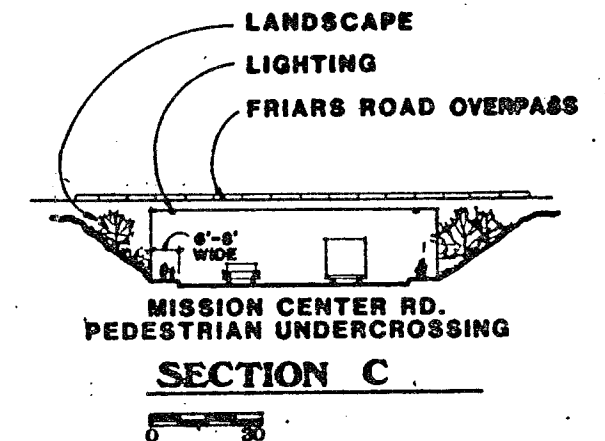 LANDSCAPE
LIGHTING
FRIARS ROAD OVERPASS
6'-8'
WIDE
MISSION CENTER RD.
PEDESTRIAN UNDERCROSSING
SECTION C
0 30